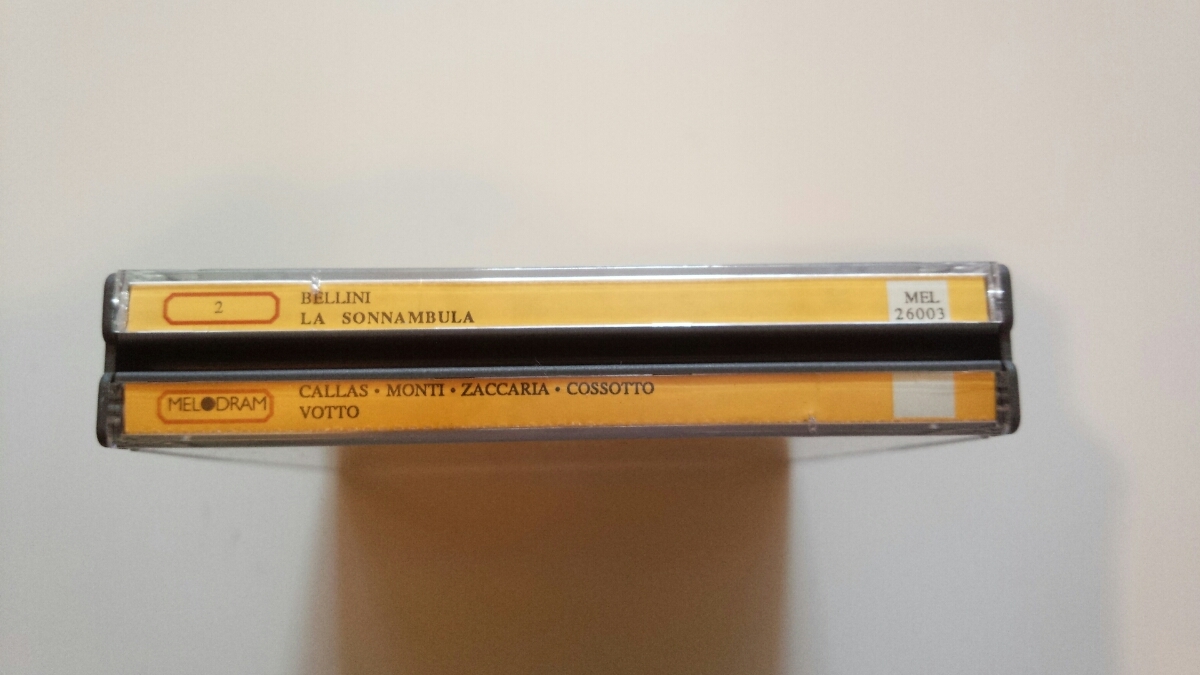 2
BELLINI
LA SONNAMBULA
MEL
26003
MELODRAM
CALLAS • MONTI • ZACCARIA • COSSOTTO
VOTTO